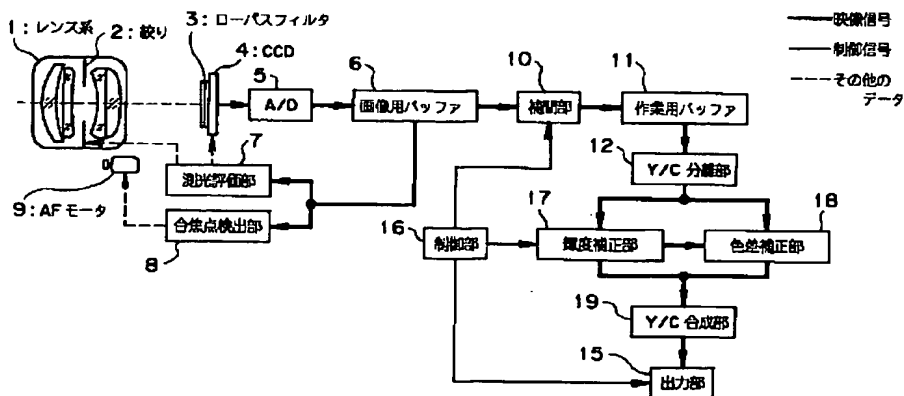 1：レンズ系
2：絞り
3：ローパスフィルタ
4：CCD
5
A/D
6
画像用バッファ
10
補間部
11
作業用バッファ
映像信号
制御信号
その他の
データ
12
Y/C 分離部
7
測光評価部
9：AFモータ
合焦点検出部
8
16
制御部
17
輝度補正部
18
色差補正部
19
Y/C 合成部
15
出力部